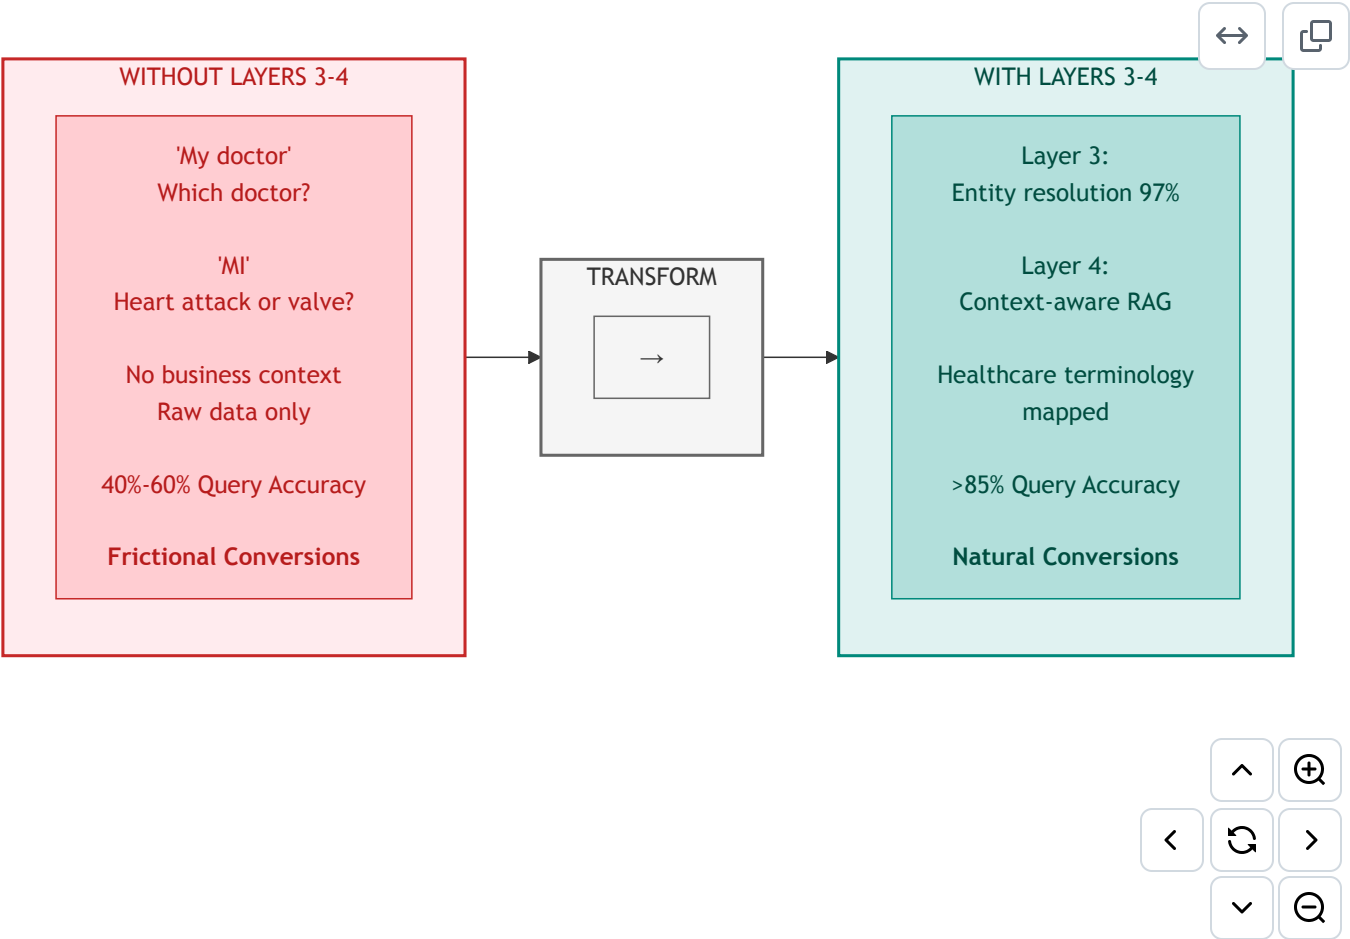 WITHOUT LAYERS 3-4
'My doctor'
Which doctor?
'MI'
Heart attack or valve?
No business context
Raw data only
40%-60% Query Accuracy
Frictional Conversions
TRANSFORM
→
WITH LAYERS 3-4
Layer 3:
Entity resolution 97%
Layer 4:
Context-aware RAG
Healthcare terminology
mapped
>85% Query Accuracy
Natural Conversions